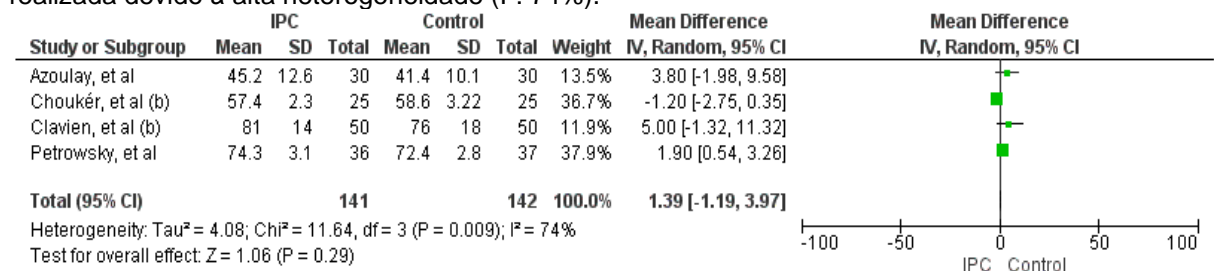 realizada devido a alta heterogeneidade (I²: 74%).
IPC Control Mean Difference Mean Difference
Study or Subgroup Mean SD Total Mean SD Total Weight IV, Random, 95% CI IV, Random, 95% CI
Azoulay, et al 45.2 12.6 30 41.4 10.1 30 13.5% 3.80 [-1.98, 9.58]
Choukér, et al (b) 57.4 2.3 25 58.6 3.22 25 36.7% -1.20 [-2.75, 0.35]
Clavien, et al (b) 81 14 50 76 18 50 11.9% 5.00 [-1.32, 11.32]
Petrowsky, et al 74.3 3.1 36 72.4 2.8 37 37.9% 1.90 [0.54, 3.26]
Total (95% CI) 141 142 100.0% 1.39 [-1.19, 3.97]
Heterogeneity: Tau² = 4.08; Chi² = 11.64, df = 3 (P = 0.009); I² = 74%
Test for overall effect: Z = 1.06 (P = 0.29)
-100 -50 0 50 100
IPC Control